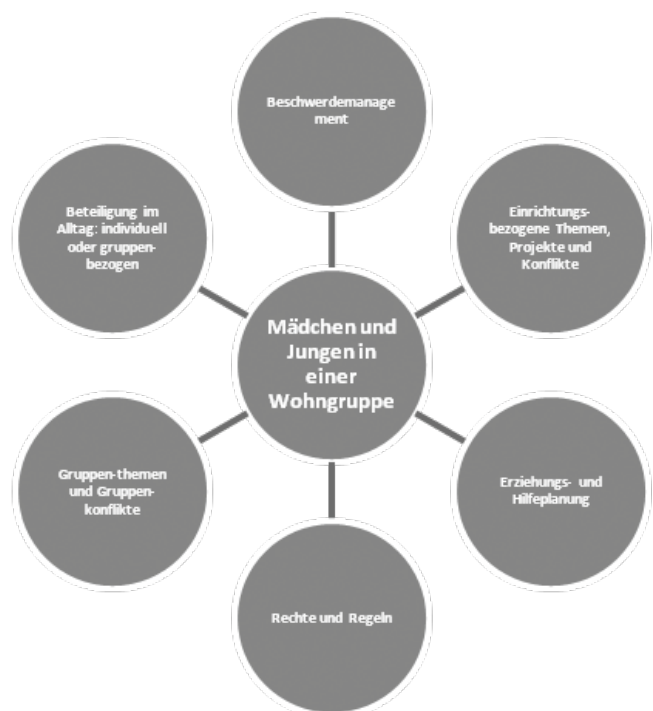 Beschwerdemanage
ment
Einrichtungs-
bezogene Themen,
Projekte und
Konflikte
Erziehungs- und
Hilfeplanung
Rechte und Regeln
Gruppen-themen
und Gruppen-
konflikte
Beteiligung im
Alltag: individuell
oder gruppen-
bezogen
Mädchen und
Jungen in
einer
Wohngruppe